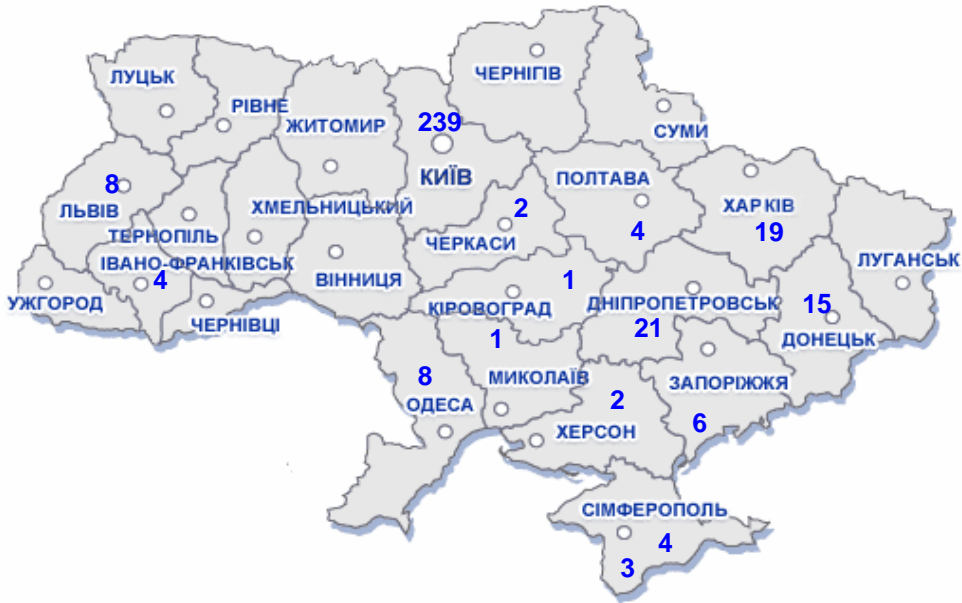 ЧЕРНІГІВ
ЛУЦЬК
РІВНЕ
ЖИТОМИР
239
СУМИ
КИЇВ
ПОЛТАВА
8
ЛЬВІВ
ХМЕЛЬНИЦЬКИЙ
2
ХАРКІВ
ТЕРНОПІЛЬ
ЧЕРКАСИ
4
19
ІВАНО-ФРАНКІВСЬК
ЛУГАНСЬК
4
ВІННИЦЯ
1
УЖГОРОД
КІРОВОГРАД
ДНІПРОПЕТРОВСЬК
15
ЧЕРНІВЦІ
21
1
ДОНЕЦЬК
8
МИКОЛАЇВ
ЗАПОРІЖЖЯ
ОДЕСА
2
6
ХЕРСОН
СІМФЕРОПОЛЬ
4
3